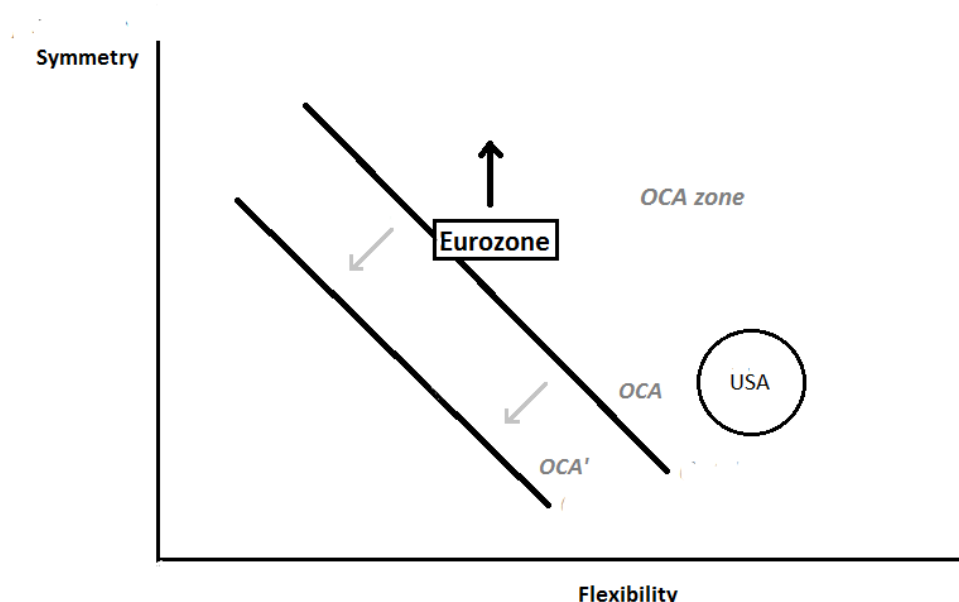 Symmetry
OCA zone
Eurozone
USA
OCA
OCA'
Flexibility